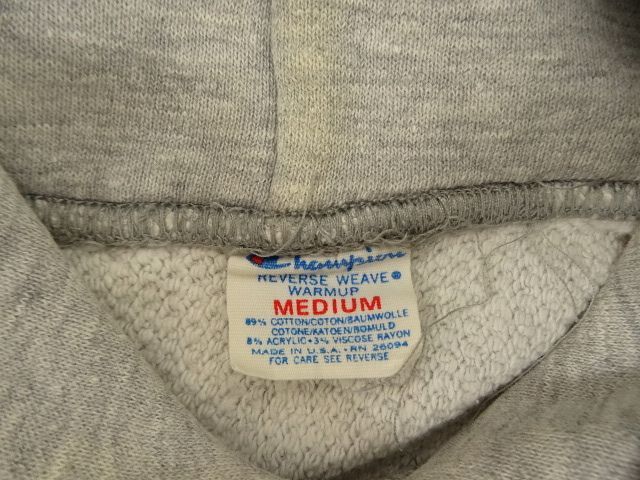 Champion
REVERSE WEAVE®
WARMUP
MEDIUM
89% COTTON/COTON/BAUMWOLLE
COTONE/KATOEN/BOMULD
8% ACRYLIC•3% VISCOSE RAYON
MADE IN U.S.A.•RN 26094
FOR CARE SEE REVERSE